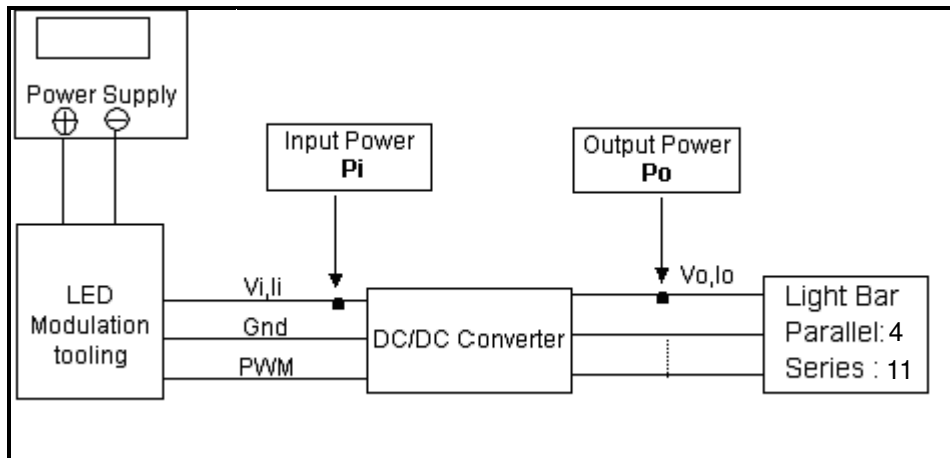 Power Supply
Input Power
Pi
Output Power
Po
LED
Modulation
tooling
Vi,Ii
Gnd
PWM
DC/DC Converter
Vo,Io
Light Bar
Parallel: 4
Series : 11